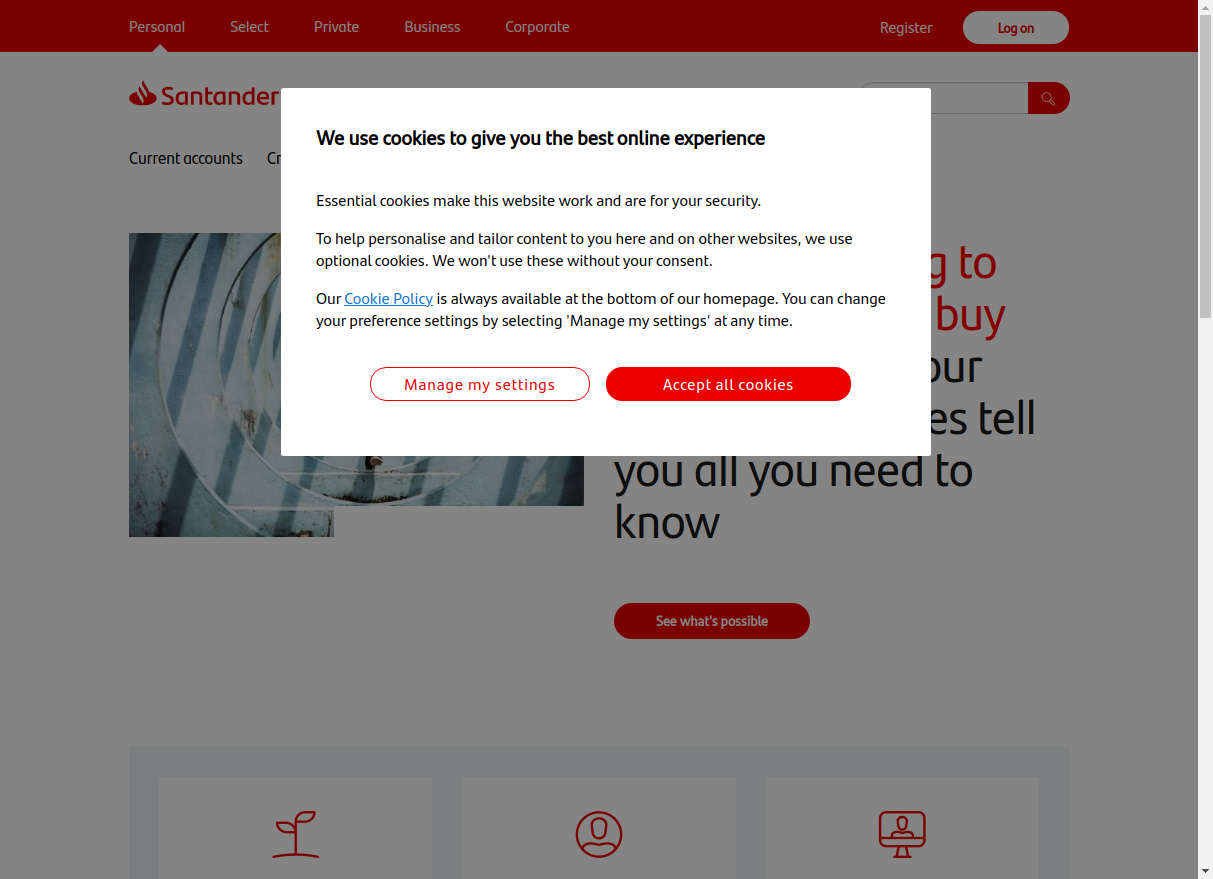 Personal Select Private Business Corporate Register Log on
Santander
We use cookies to give you the best online experience
Current accounts Cr
Essential cookies make this website work and are for your security.
To help personalise and tailor content to you here and on other websites, we use
optional cookies. We won't use these without your consent.
Our Cookie Policy is always available at the bottom of our homepage. You can change
your preference settings by selecting 'Manage my settings' at any time.
Manage my settings Accept all cookies
g to
buy
our
es tell
you all you need to
know
See what's possible